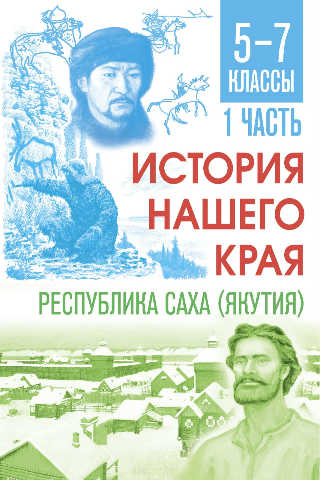 5–7
КЛАССЫ
1 ЧАСТЬ
ИСТОРИЯ
НАШЕГО
КРАЯ
РЕСПУБЛИКА САХА (ЯКУТИЯ)